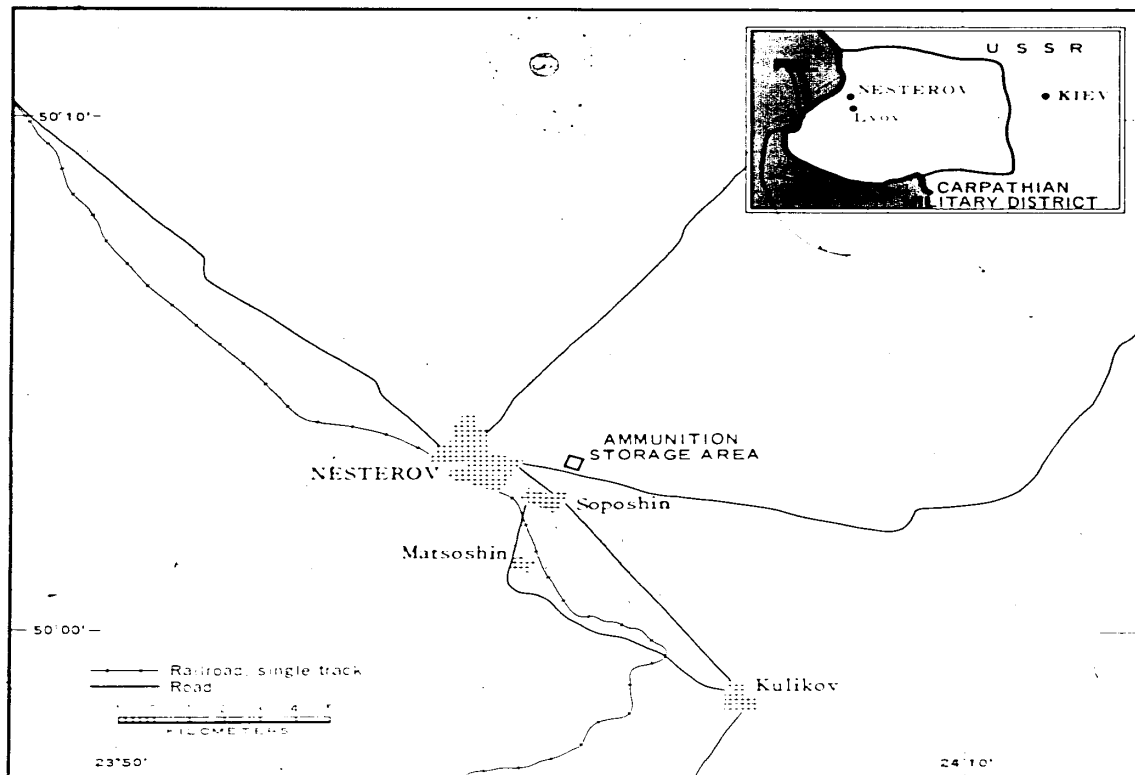 U S S R
NESTEROV
KIEV
LVOV
CARPATHIAN
MILITARY DISTRICT
50°10'
AMMUNITION
STORAGE AREA
NESTEROV
Soposhin
Matsoshin
50°00'
Railroad, single track
Road
Kulikov
KILOMETERS
23°50'
24°10'